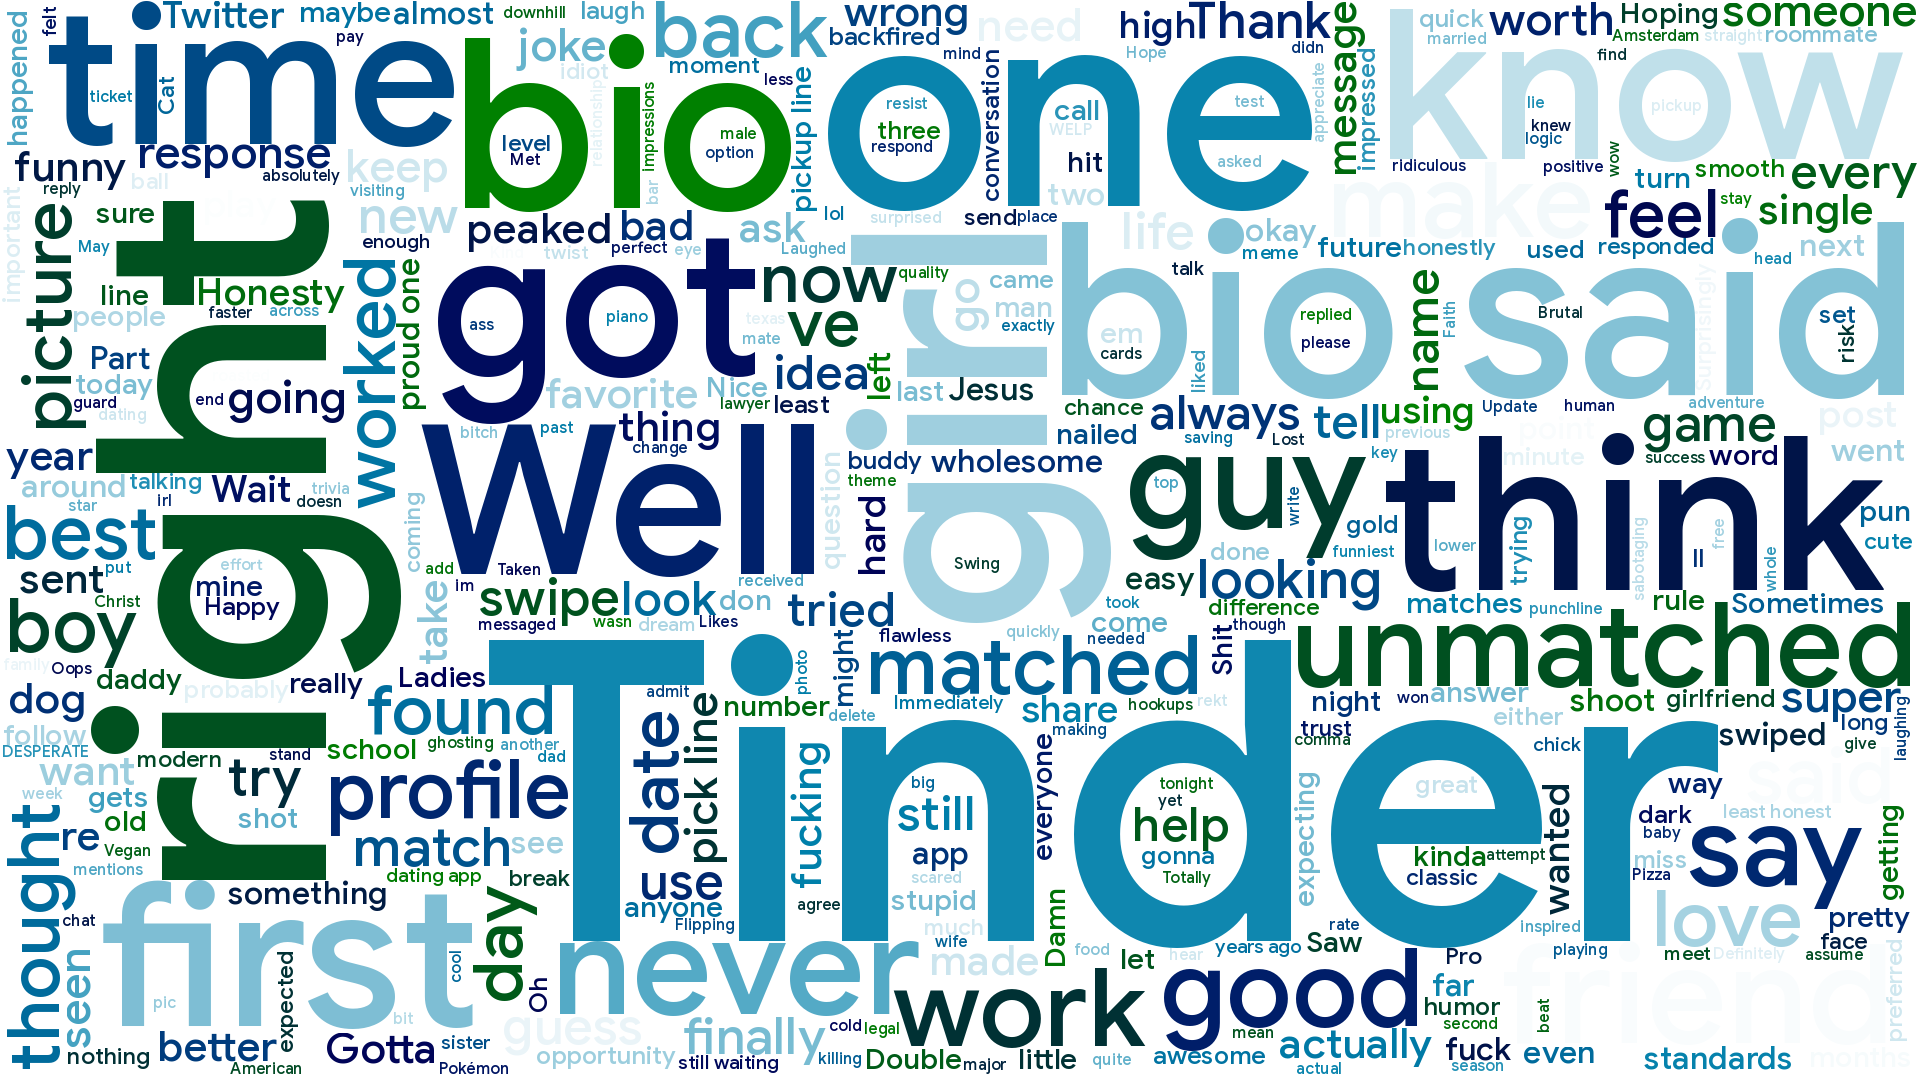 Tinder
right
time
bio
one
know
bio said
got
Well
girl
guy
think
unmatched
first
never
work
good
friend
say
said
love
make
feel
back
Twitter
maybe
almost
downhill
laugh
wrong
backfired
need
high
Thank
message
quick
married
worth
Hoping
someone
Amsterdam
straight
roommate
happened
felt
ticket
Cat
pay
joke
idiot
moment
mind
less
Hope
didn
find
level
Met
relationship
impressions
male
option
pickup line
resist
three
respond
conversation
call
WELP
hit
two
test
asked
appreciate
impressed
lie
knew
logic
pickup
ridiculous
positive
wow
smooth
turn
every
stay
single
funny
response
absolutely
reply
ball
play
keep
visiting
new
bar
lol
surprised
send
place
important
picture
sure
May
line
people
Honesty
faster
across
enough
peaked
bad
perfect
twist
eye
ask
Laughed
life
okay
meme
future
honestly
used
responded
next
head
talk
worked
proud one
ass
piano
now
quality
texas
mate
ve
go
came
man
exactly
em
cards
liked
replied
please
name
Faith
Surprisingly
Brutal
set
risk
Part
today
guard
dating
end
going
favorite
Nice
lawyer
idea
least
left
last
Jesus
chance
nailed
always
saving
Lost
tell
using
previous
key
Update
human
adventure
point
minute
game
success
word
post
went
year
around
talking
star
irl
Wait
trivia
doesn
bitch
past
thing
change
buddy
theme
wholesome
question
hard
top
write
gold
funniest
lower
trying
ll
free
sabotaging
whole
pun
cute
best
sent
put
boy
Christ
effort
mine
Happy
coming
take
add
im
Taken
received
swipe
messaged
wasn
look
dream
don
Likes
tried
Swing
quickly
took
come
needed
easy
done
looking
difference
though
matches
punchline
rule
Sometimes
family
Oops
daddy
probably
really
dog
follow
DESPERATE
modern
stand
school
Ladies
found
ghosting
another
dad
admit
number
photo
delete
might
flawless
matched
Immediately
share
making
hookups
rekt
Shit
night
trust
comma
won
answer
either
shoot
chick
girlfriend
super
swiped
long
give
laughing
want
week
gets
old
re
Vegan
mentions
try
shot
profile
match
see
dating app
break
date
pick line
use
anyone
Flipping
fucking
agree
big
still
app
scared
stupid
much
wife
everyone
tonight
yet
help
gonna
Totally
expecting
great
kinda
attempt
classic
wanted
way
dark
baby
miss
Pizza
least honest
getting
thought
chat
seen
nothing
something
pic
expected
better
American
blt
cool
day
Oh
Gotta
sister
Pokémon
guess
opportunity
finally
still waiting
made
cold
legal
killing
Double
major
little
Damn
food
let
hear
quite
years ago
Saw
rate
mean
awesome
actually
actual
Inspired
playing
Pro
far
humor
second
fuck
season
beat
even
meet
Definitely
assume
face
pretty
preferred
standards
months